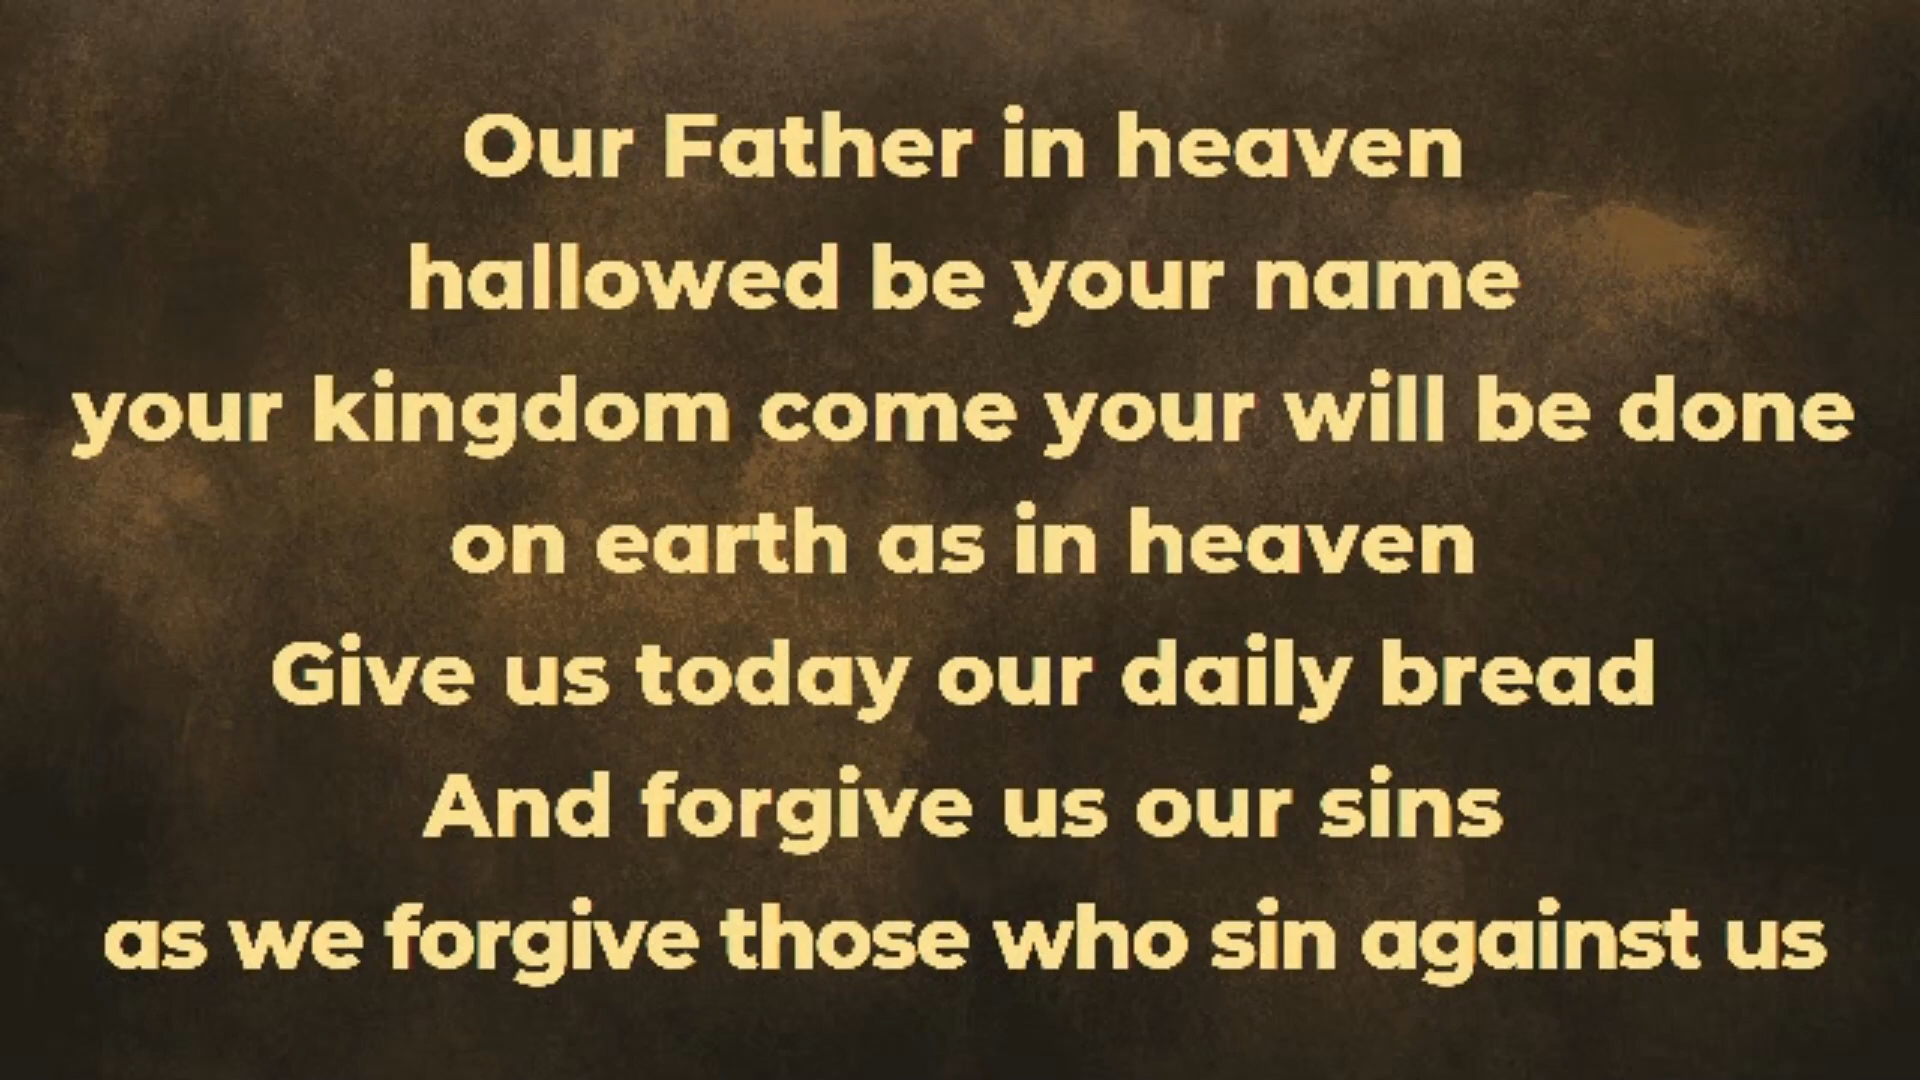 Our Father in heaven
hallowed be your name
your kingdom come your will be done
on earth as in heaven
Give us today our daily bread
And forgive us our sins
as we forgive those who sin against us